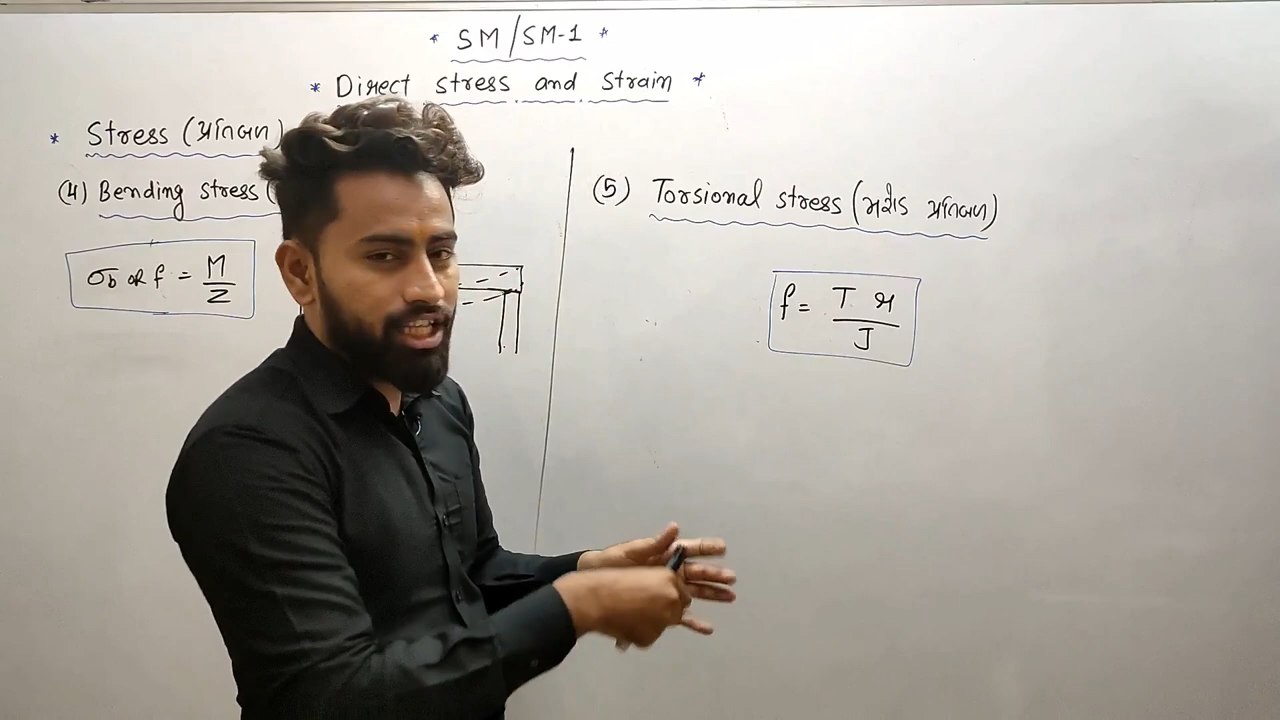 * SM/SM-1 *
* Direct stress and strain *
* Stress (પ્રતિબળ)
(4) Bending stress (
σb or f = M/Z
(5) Torsional stress (મરોડ પ્રતિબળ)
f = T. r/J